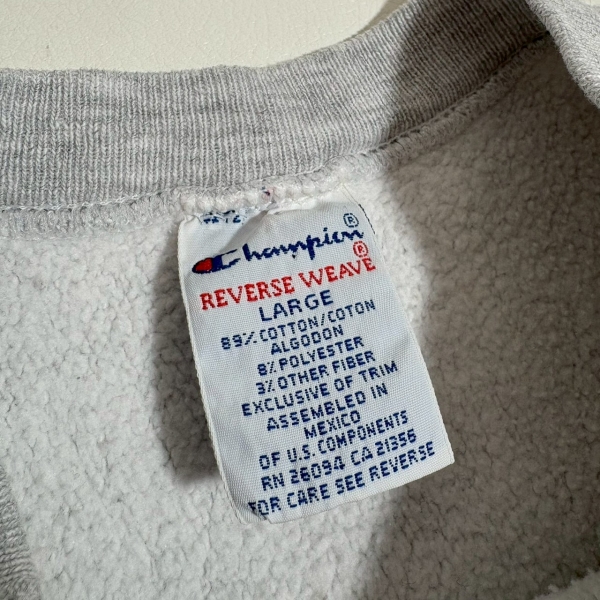 Champion®
REVERSE WEAVE®
LARGE
89% COTTON/COTON
ALGODON
8% POLYESTER
3% OTHER FIBER
EXCLUSIVE OF TRIM
ASSEMBLED IN
MEXICO
OF U.S. COMPONENTS
RN 26094 CA 21356
FOR CARE SEE REVERSE